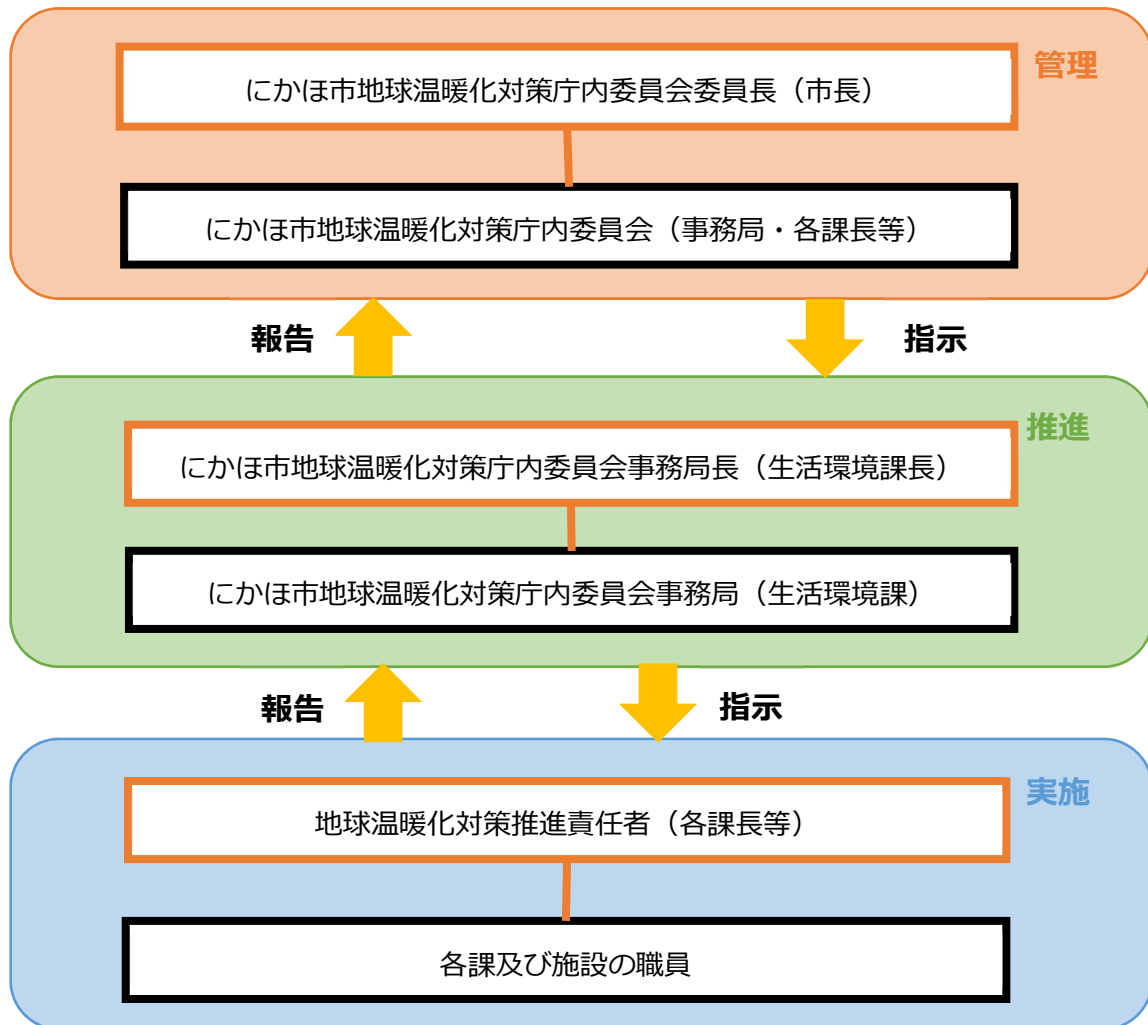 管理
にかほ市地球温暖化対策庁内委員会委員長（市長）
にかほ市地球温暖化対策庁内委員会（事務局・各課長等）
報告
指示
推進
にかほ市地球温暖化対策庁内委員会事務局長（生活環境課長）
にかほ市地球温暖化対策庁内委員会事務局（生活環境課）
報告
指示
実施
地球温暖化対策推進責任者（各課長等）
各課及び施設の職員